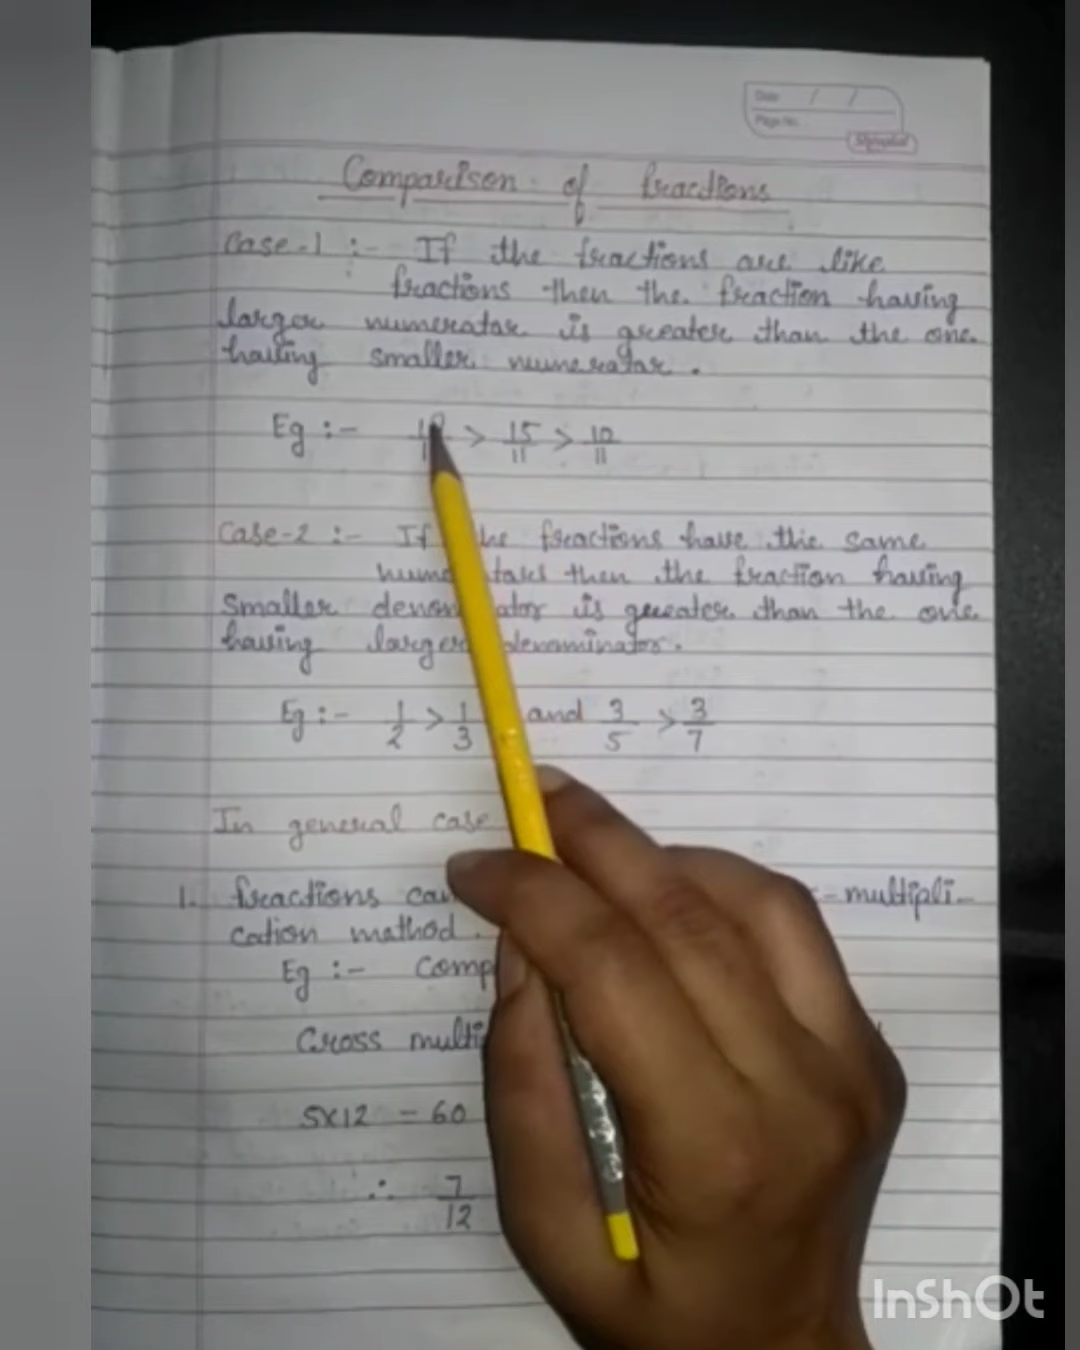 Date / /
Page No.
Comparison of fractions
Case-1 :- If the fractions are like
fractions then the fraction having
larger numerator is greater than the one
having smaller numerator.
Eg :- > 15/11 > 10/11
Case-2 :- If the fractions have the same
then the fraction having
Smaller denominator is greater than the one
having larger denominator.
Eg :- 1/2 > 1/3 and 3/5 > 3/7
In general case
1. fractions can -multipli-
cation method.
Eg :- Comp
Cross multi
5x12 = 60
∴ 7/12
InShOt